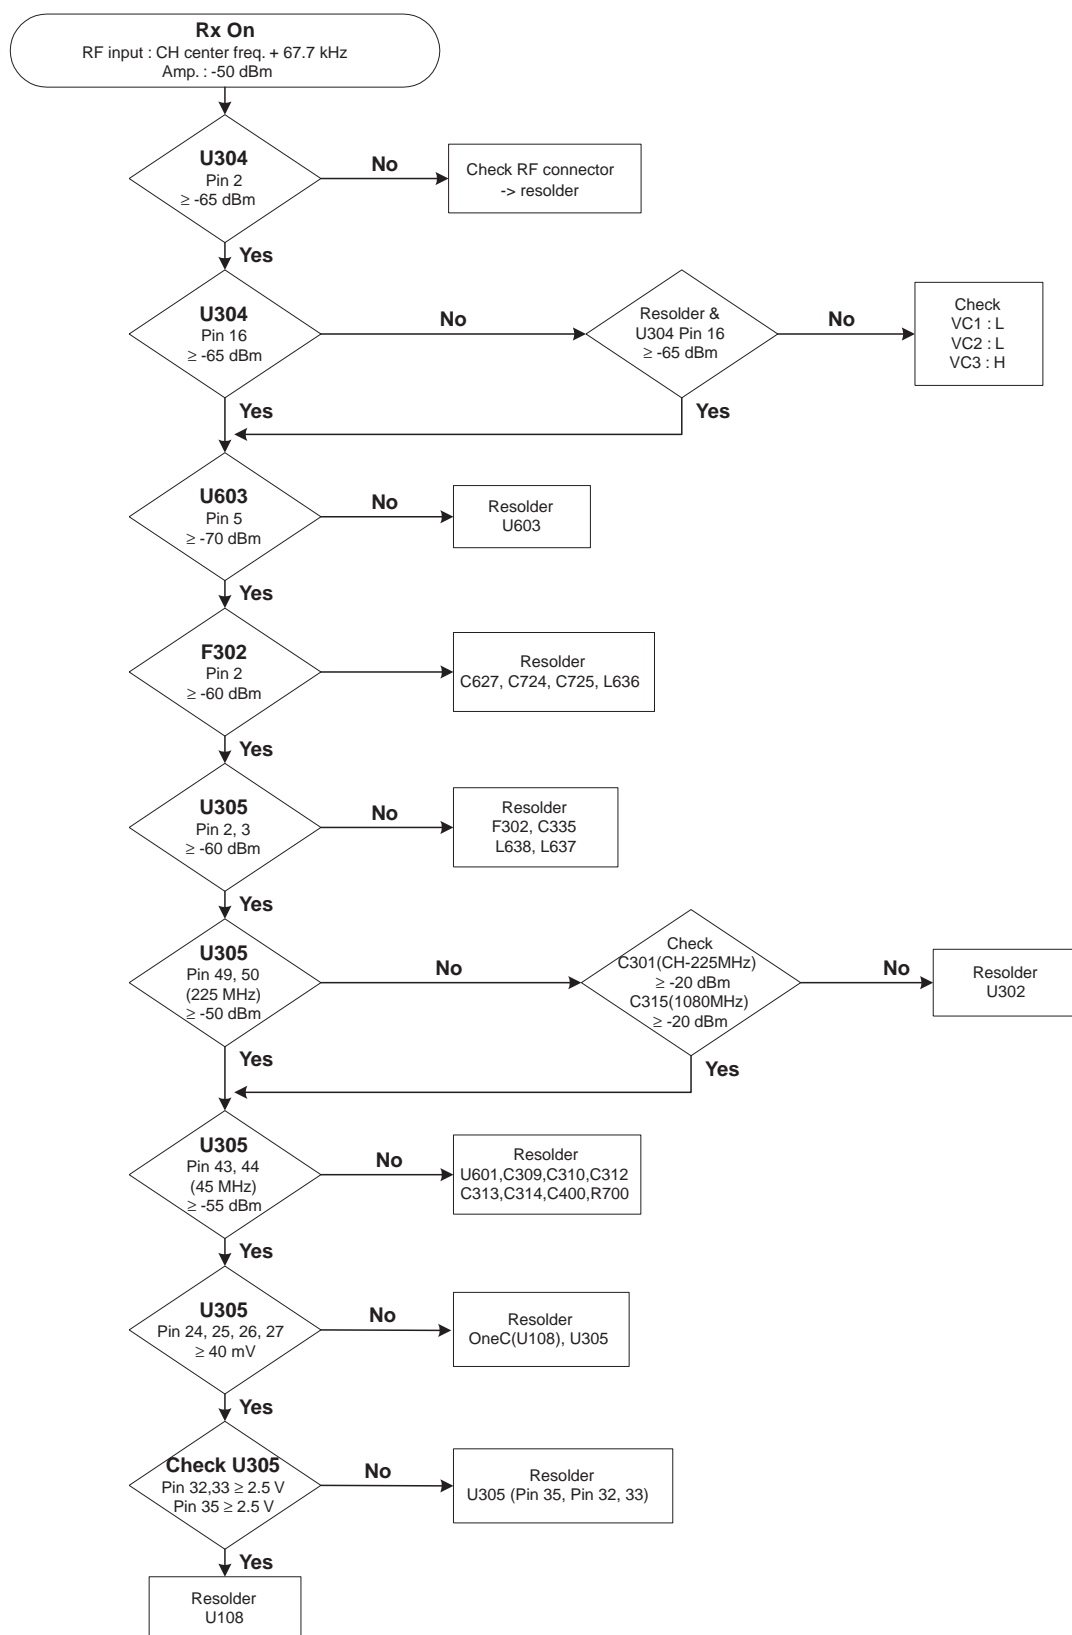 Rx On
RF input : CH center freq. + 67.7 kHz
Amp. : -50 dBm
U304
Pin 2
≥ -65 dBm
No
Check RF connector
-> resolder
Yes
U304
Pin 16
≥ -65 dBm
No
Resolder &
U304 Pin 16
≥ -65 dBm
No
Check
VC1 : L
VC2 : L
VC3 : H
Yes
Yes
U603
Pin 5
≥ -70 dBm
No
Resolder
U603
Yes
F302
Pin 2
≥ -60 dBm
Resolder
C627, C724, C725, L636
Yes
U305
Pin 2, 3
≥ -60 dBm
No
Resolder
F302, C335
L638, L637
Yes
U305
Pin 49, 50
(225 MHz)
≥ -50 dBm
No
Check
C301(CH-225MHz)
≥ -20 dBm
C315(1080MHz)
≥ -20 dBm
No
Resolder
U302
Yes
Yes
U305
Pin 43, 44
(45 MHz)
≥ -55 dBm
No
Resolder
U601,C309,C310,C312
C313,C314,C400,R700
Yes
U305
Pin 24, 25, 26, 27
≥ 40 mV
No
Resolder
OneC(U108), U305
Yes
Check U305
Pin 32,33 ≥ 2.5 V
Pin 35 ≥ 2.5 V
No
Resolder
U305 (Pin 35, Pin 32, 33)
Yes
Resolder
U108